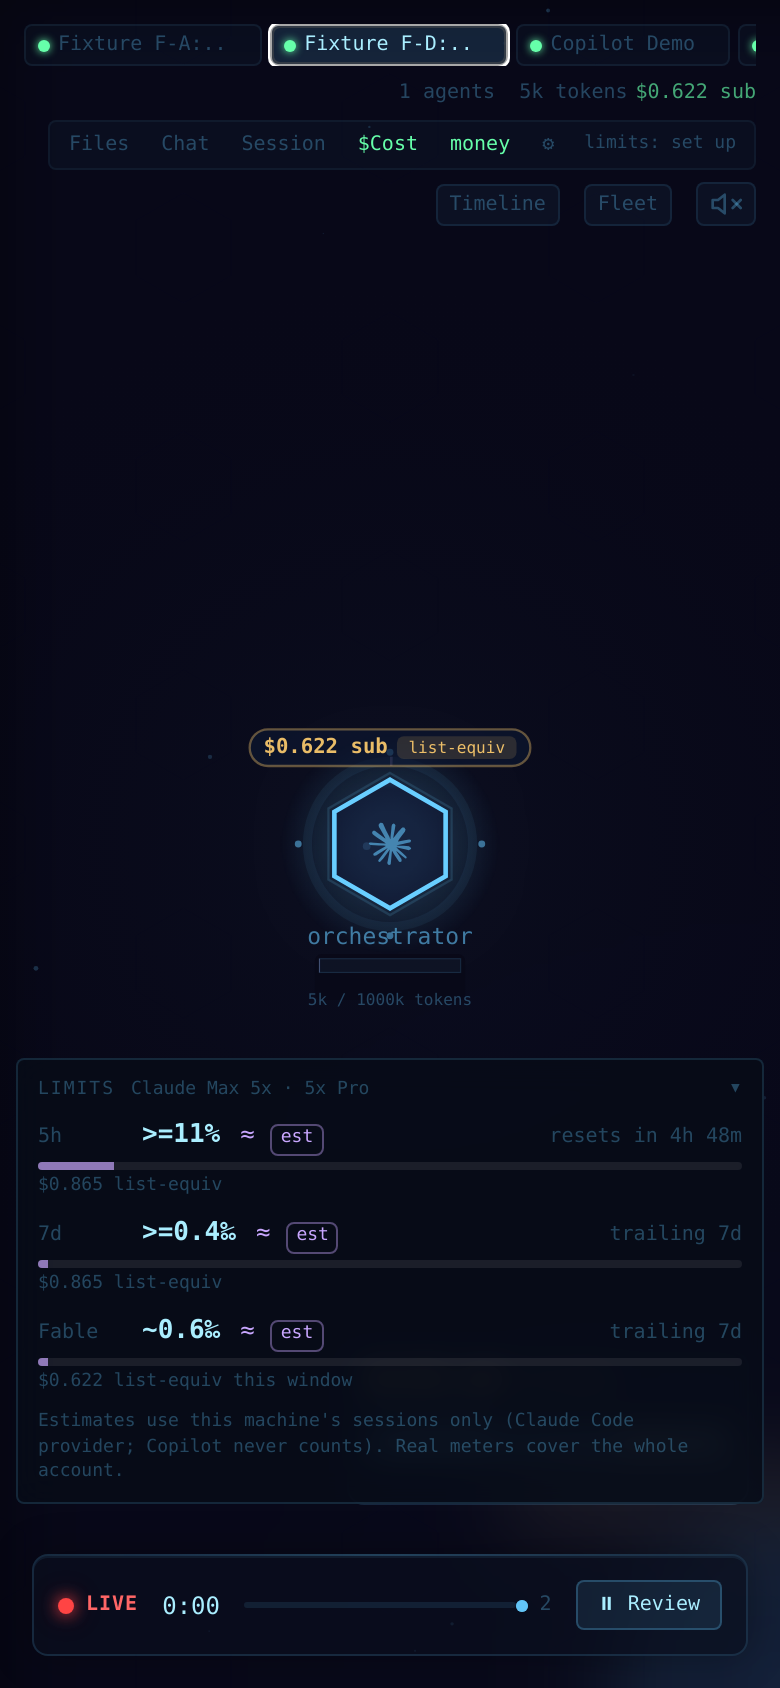 Fixture F-A:..
Fixture F-D:..
Copilot Demo
1 agents 5k tokens $0.622 sub
Files Chat Session $Cost money ⚙ limits: set up
Timeline Fleet
$0.622 sub list-equiv
orchestrator
5k / 1000k tokens
LIMITS Claude Max 5x · 5x Pro ▼
5h >=11% ≈ est resets in 4h 48m
$0.865 list-equiv
7d >=0.4‰ ≈ est trailing 7d
$0.865 list-equiv
Fable ~0.6‰ ≈ est trailing 7d
$0.622 list-equiv this window
Estimates use this machine's sessions only (Claude Code
provider; Copilot never counts). Real meters cover the whole
account.
LIVE 0:00 2 Review